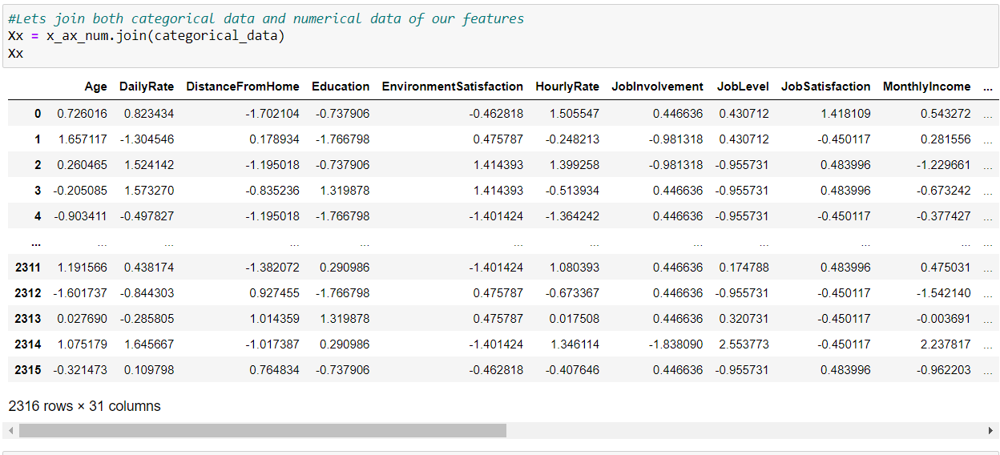 #Lets join both categorical data and numerical data of our features
Xx = x_ax_num.join(categorical_data)
Xx
Age DailyRate DistanceFromHome Education EnvironmentSatisfaction HourlyRate JobInvolvement JobLevel JobSatisfaction MonthlyIncome ...
0 0.726016 0.823434 -1.702104 -0.737906 -0.462818 1.505547 0.446636 0.430712 1.418109 0.543272 ...
1 1.657117 -1.304546 0.178934 -1.766798 0.475787 -0.248213 -0.981318 0.430712 -0.450117 0.281556 ...
2 0.260465 1.524142 -1.195018 -0.737906 1.414393 1.399258 -0.981318 -0.955731 0.483996 -1.229661 ...
3 -0.205085 1.573270 -0.835236 1.319878 1.414393 -0.513934 0.446636 -0.955731 0.483996 -0.673242 ...
4 -0.903411 -0.497827 -1.195018 -1.766798 -1.401424 -1.364242 0.446636 -0.955731 -0.450117 -0.377427 ...
... ... ... ... ... ... ... ... ... ... ... ...
2311 1.191566 0.438174 -1.382072 0.290986 -1.401424 1.080393 0.446636 0.174788 0.483996 0.475031 ...
2312 -1.601737 -0.844303 0.927455 -1.766798 0.475787 -0.673367 0.446636 -0.955731 -0.450117 -1.542140 ...
2313 0.027690 -0.285805 1.014359 1.319878 0.475787 0.017508 0.446636 0.320731 -0.450117 -0.003691 ...
2314 1.075179 1.645667 -1.017387 0.290986 -1.401424 1.346114 -1.838090 2.553773 -0.450117 2.237817 ...
2315 -0.321473 0.109798 0.764834 -0.737906 -0.462818 -0.407646 0.446636 -0.955731 0.483996 -0.962203 ...
2316 rows × 31 columns